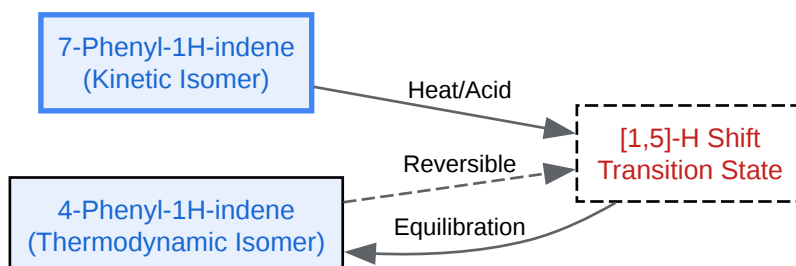 7-Phenyl-1H-indene
(Kinetic Isomer)
Heat/Acid
[1,5]-H Shift
Transition State
Reversible
4-Phenyl-1H-indene
(Thermodynamic Isomer)
Equilibration